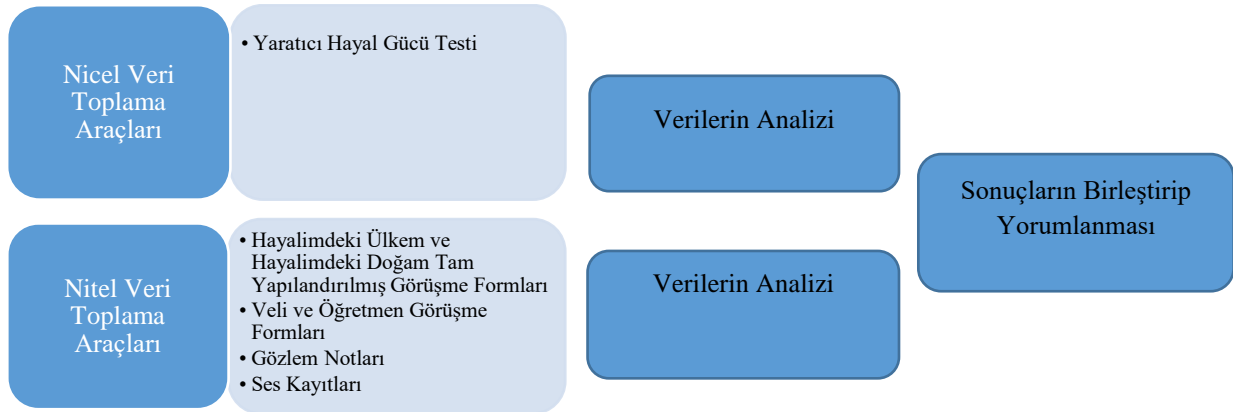 Nicel Veri
Toplama
Araçları
• Yaratıcı Hayal Gücü Testi
Verilerin Analizi
Nitel Veri
Toplama
Araçları
• Hayalimdeki Ülkem ve
Hayalimdeki Doğam Tam
Yapılandırılmış Görüşme Formları
• Veli ve Öğretmen Görüşme
Formları
• Gözlem Notları
• Ses Kayıtları
Verilerin Analizi
Sonuçların Birleştirip
Yorumlanması